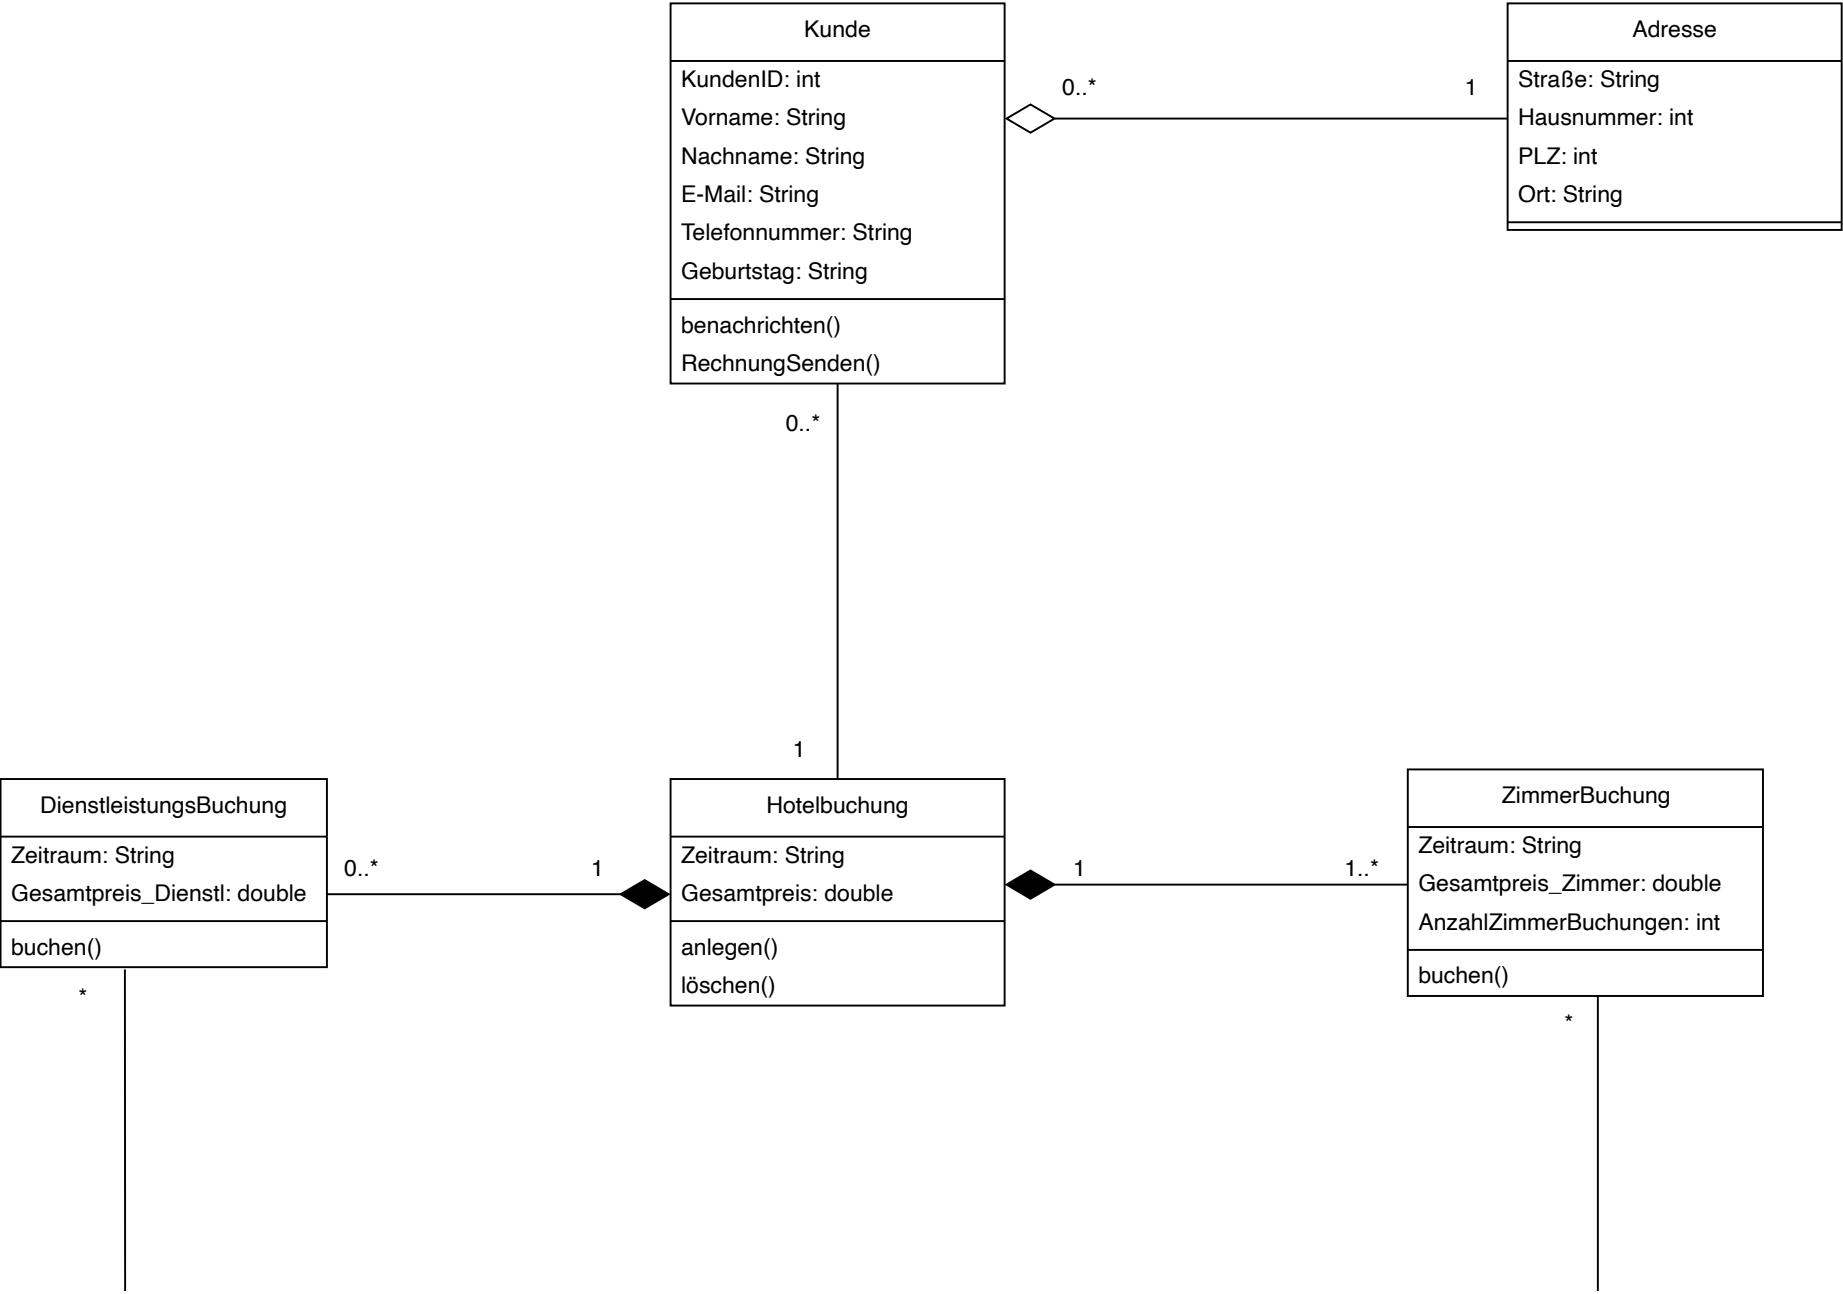 Kunde
KundenID: int
Vorname: String
Nachname: String
E-Mail: String
Telefonnummer: String
Geburtstag: String
benachrichten()
RechnungSenden()
0..*
1
Adresse
Straße: String
Hausnummer: int
PLZ: int
Ort: String
0..*
1
DienstleistungsBuchung
Zeitraum: String
Gesamtpreis_Dienstl: double
buchen()
*
0..*
1
Hotelbuchung
Zeitraum: String
Gesamtpreis: double
anlegen()
löschen()
1
1..*
ZimmerBuchung
Zeitraum: String
Gesamtpreis_Zimmer: double
AnzahlZimmerBuchungen: int
buchen()
*